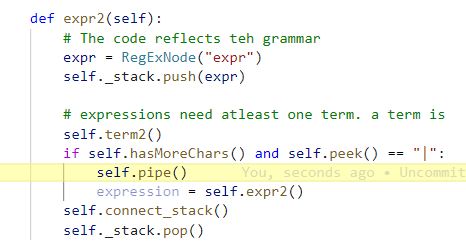 def expr2(self):
# The code reflects teh grammar
expr = RegExNode("expr")
self._stack.push(expr)
# expressions need atleast one term. a term is
self.term2()
if self.hasMoreChars() and self.peek() == "|":
self.pipe() You, seconds ago • Uncommit
expression = self.expr2()
self.connect_stack()
self._stack.pop()